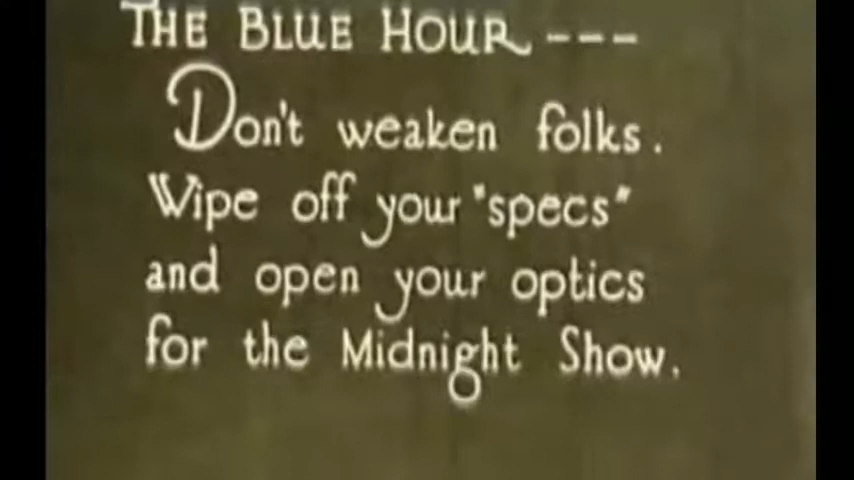 THE BLUE HOUR ---
Don't weaken folks.
Wipe off your "specs"
and open your optics
for the Midnight Show.